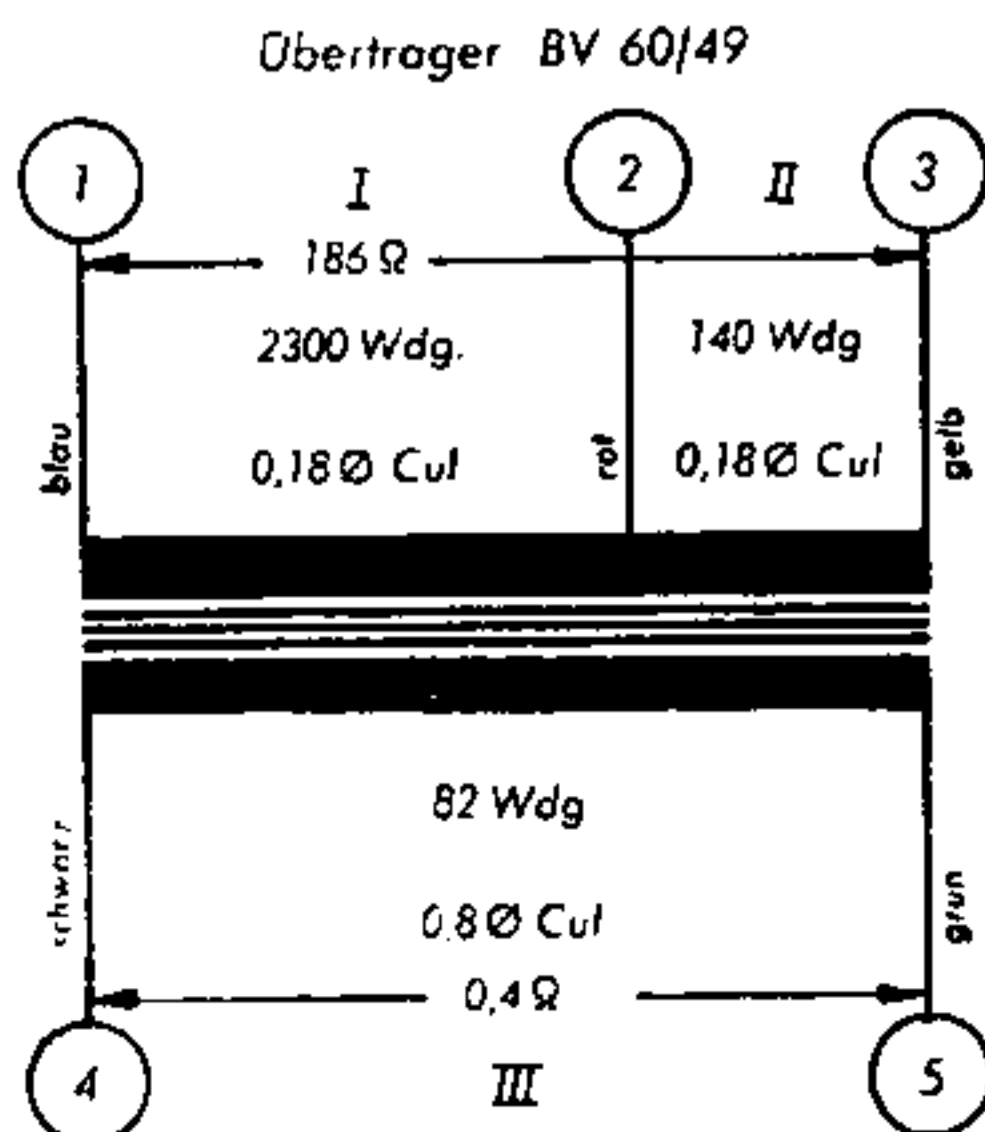 Übertrager BV 60/49
1 I 2 II 3
186 Ω
2300 Wdg. 140 Wdg
0,18 Ø CuL 0,18 Ø CuL
blau rot gelb
82 Wdg
0,8 Ø CuL
schwarz grün
0,4 Ω
4 III 5